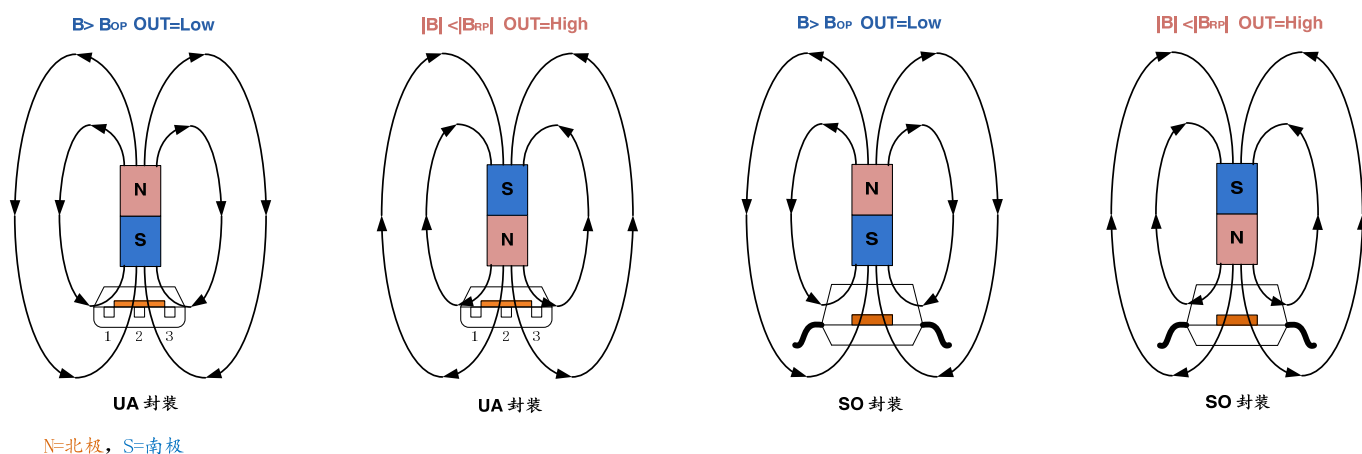 B> BOP OUT=Low
|B| <|BRP| OUT=High
B> BOP OUT=Low
|B| <|BRP| OUT=High
N
S
S
N
N
S
S
N
1 2 3
1 2 3
UA 封装
UA 封装
SO 封装
SO 封装
N=北极，S=南极